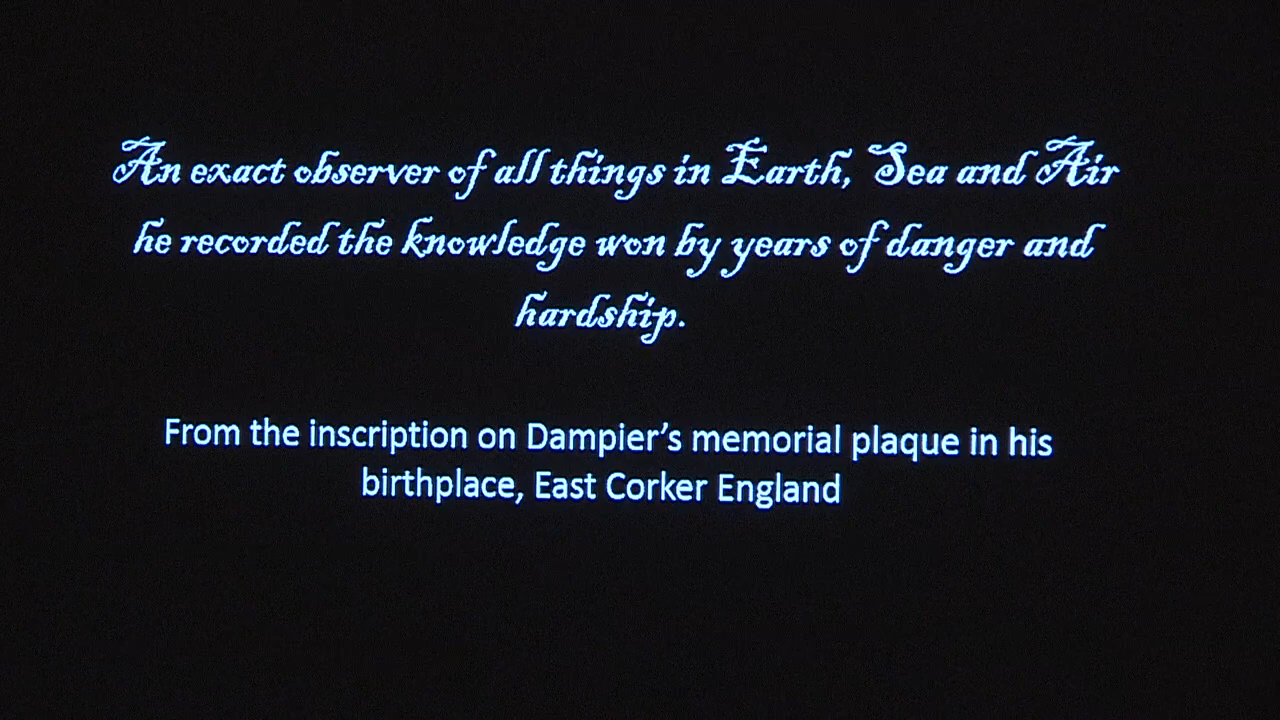 An exact observer of all things in Earth, Sea and Air
he recorded the knowledge won by years of danger and
hardship.
From the inscription on Dampier's memorial plaque in his
birthplace, East Corker England